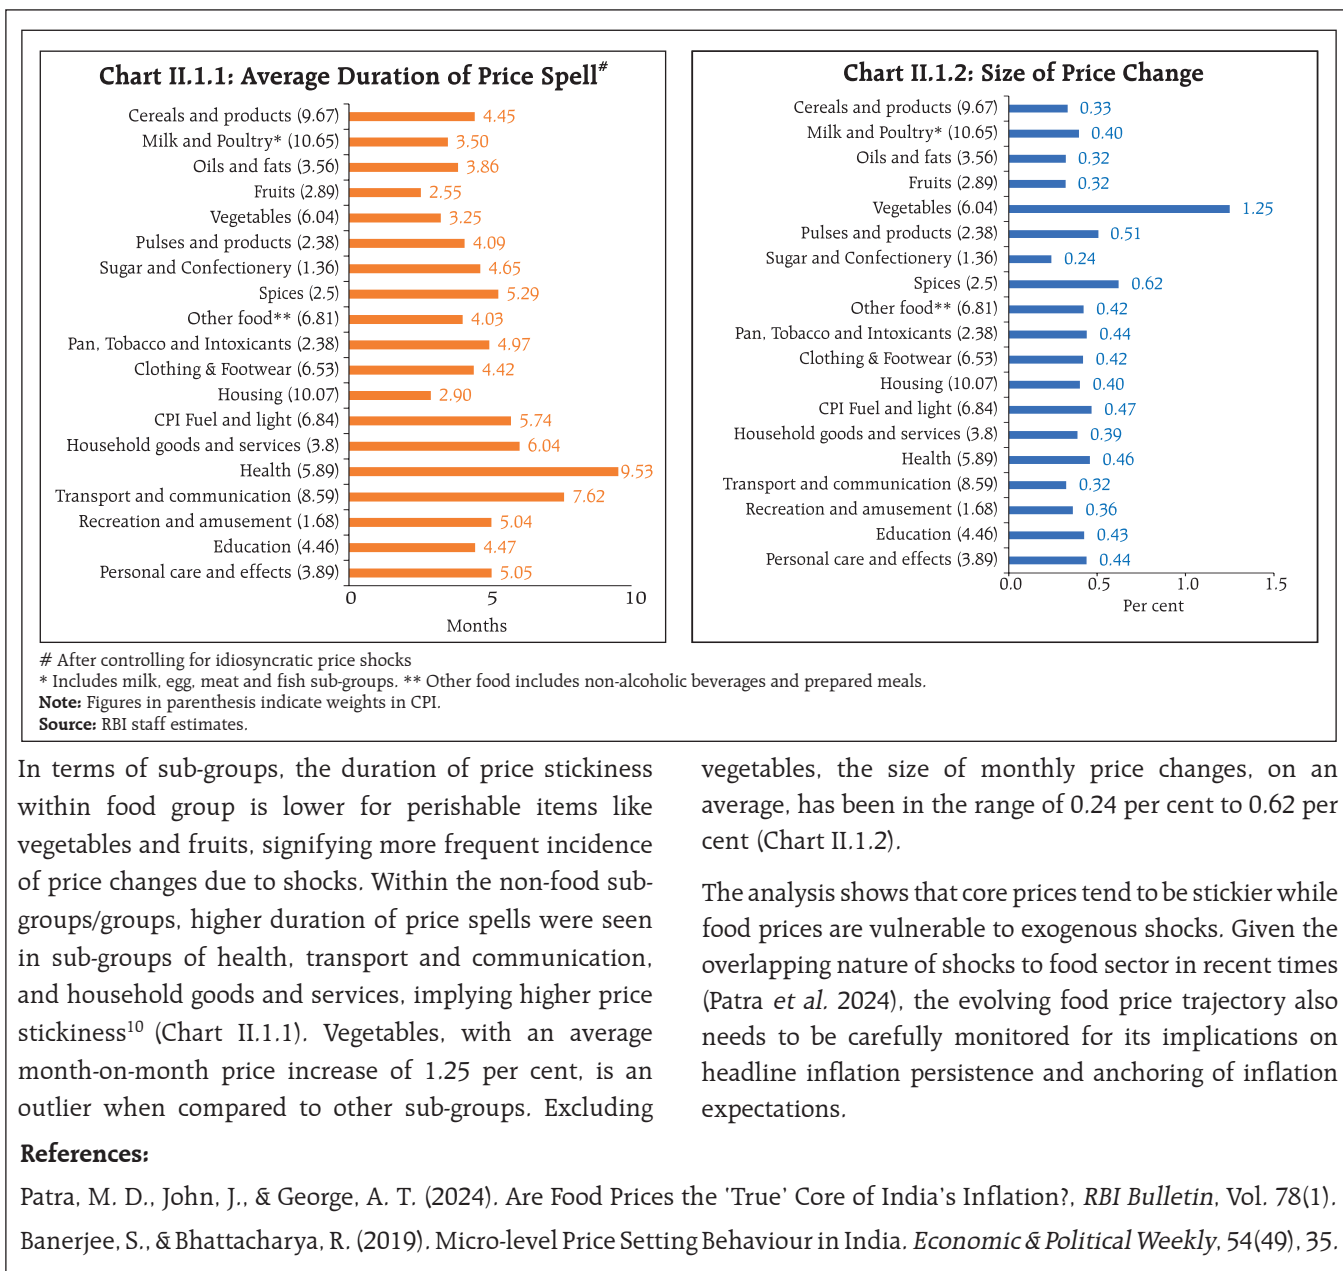 Chart II.1.1: Average Duration of Price Spell#
Cereals and products (9.67) 4.45
Milk and Poultry* (10.65) 3.50
Oils and fats (3.56) 3.86
Fruits (2.89) 2.55
Vegetables (6.04) 3.25
Pulses and products (2.38) 4.09
Sugar and Confectionery (1.36) 4.65
Spices (2.5) 5.29
Other food** (6.81) 4.03
Pan, Tobacco and Intoxicants (2.38) 4.97
Clothing & Footwear (6.53) 4.42
Housing (10.07) 2.90
CPI Fuel and light (6.84) 5.74
Household goods and services (3.8) 6.04
Health (5.89) 9.53
Transport and communication (8.59) 7.62
Recreation and amusement (1.68) 5.04
Education (4.46) 4.47
Personal care and effects (3.89) 5.05
0 5 10
Months
Chart II.1.2: Size of Price Change
Cereals and products (9.67) 0.33
Milk and Poultry* (10.65) 0.40
Oils and fats (3.56) 0.32
Fruits (2.89) 0.32
Vegetables (6.04) 1.25
Pulses and products (2.38) 0.51
Sugar and Confectionery (1.36) 0.24
Spices (2.5) 0.62
Other food** (6.81) 0.42
Pan, Tobacco and Intoxicants (2.38) 0.44
Clothing & Footwear (6.53) 0.42
Housing (10.07) 0.40
CPI Fuel and light (6.84) 0.47
Household goods and services (3.8) 0.39
Health (5.89) 0.46
Transport and communication (8.59) 0.32
Recreation and amusement (1.68) 0.36
Education (4.46) 0.43
Personal care and effects (3.89) 0.44
0.0 0.5 1.0 1.5
Per cent
# After controlling for idiosyncratic price shocks
* Includes milk, egg, meat and fish sub-groups. ** Other food includes non-alcoholic beverages and prepared meals.
Note: Figures in parenthesis indicate weights in CPI.
Source: RBI staff estimates.
In terms of sub-groups, the duration of price stickiness
within food group is lower for perishable items like
vegetables and fruits, signifying more frequent incidence
of price changes due to shocks. Within the non-food sub-
groups/groups, higher duration of price spells were seen
in sub-groups of health, transport and communication,
and household goods and services, implying higher price
stickiness10 (Chart II.1.1). Vegetables, with an average
month-on-month price increase of 1.25 per cent, is an
outlier when compared to other sub-groups. Excluding
vegetables, the size of monthly price changes, on an
average, has been in the range of 0.24 per cent to 0.62 per
cent (Chart II.1.2).
The analysis shows that core prices tend to be stickier while
food prices are vulnerable to exogenous shocks. Given the
overlapping nature of shocks to food sector in recent times
(Patra et al. 2024), the evolving food price trajectory also
needs to be carefully monitored for its implications on
headline inflation persistence and anchoring of inflation
expectations.
References:
Patra, M. D., John, J., & George, A. T. (2024). Are Food Prices the 'True' Core of India's Inflation?, RBI Bulletin, Vol. 78(1).
Banerjee, S., & Bhattacharya, R. (2019). Micro-level Price Setting Behaviour in India. Economic & Political Weekly, 54(49), 35.